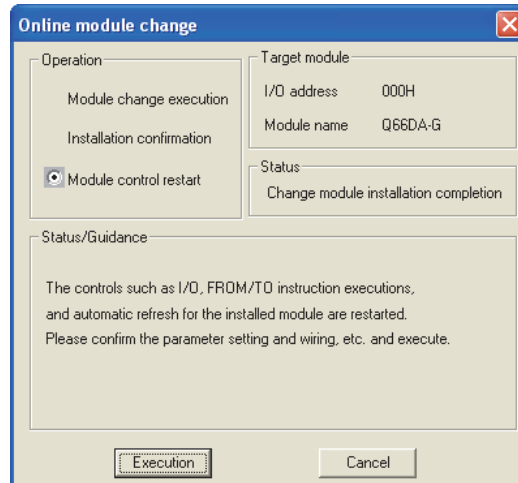 Online module change
Operation
Module change execution
Installation confirmation
Module control restart
Target module
I/O address 000H
Module name Q66DA-G
Status
Change module installation completion
Status/Guidance
The controls such as I/O, FROM/TO instruction executions,
and automatic refresh for the installed module are restarted.
Please confirm the parameter setting and wiring, etc. and execute.
Execution
Cancel